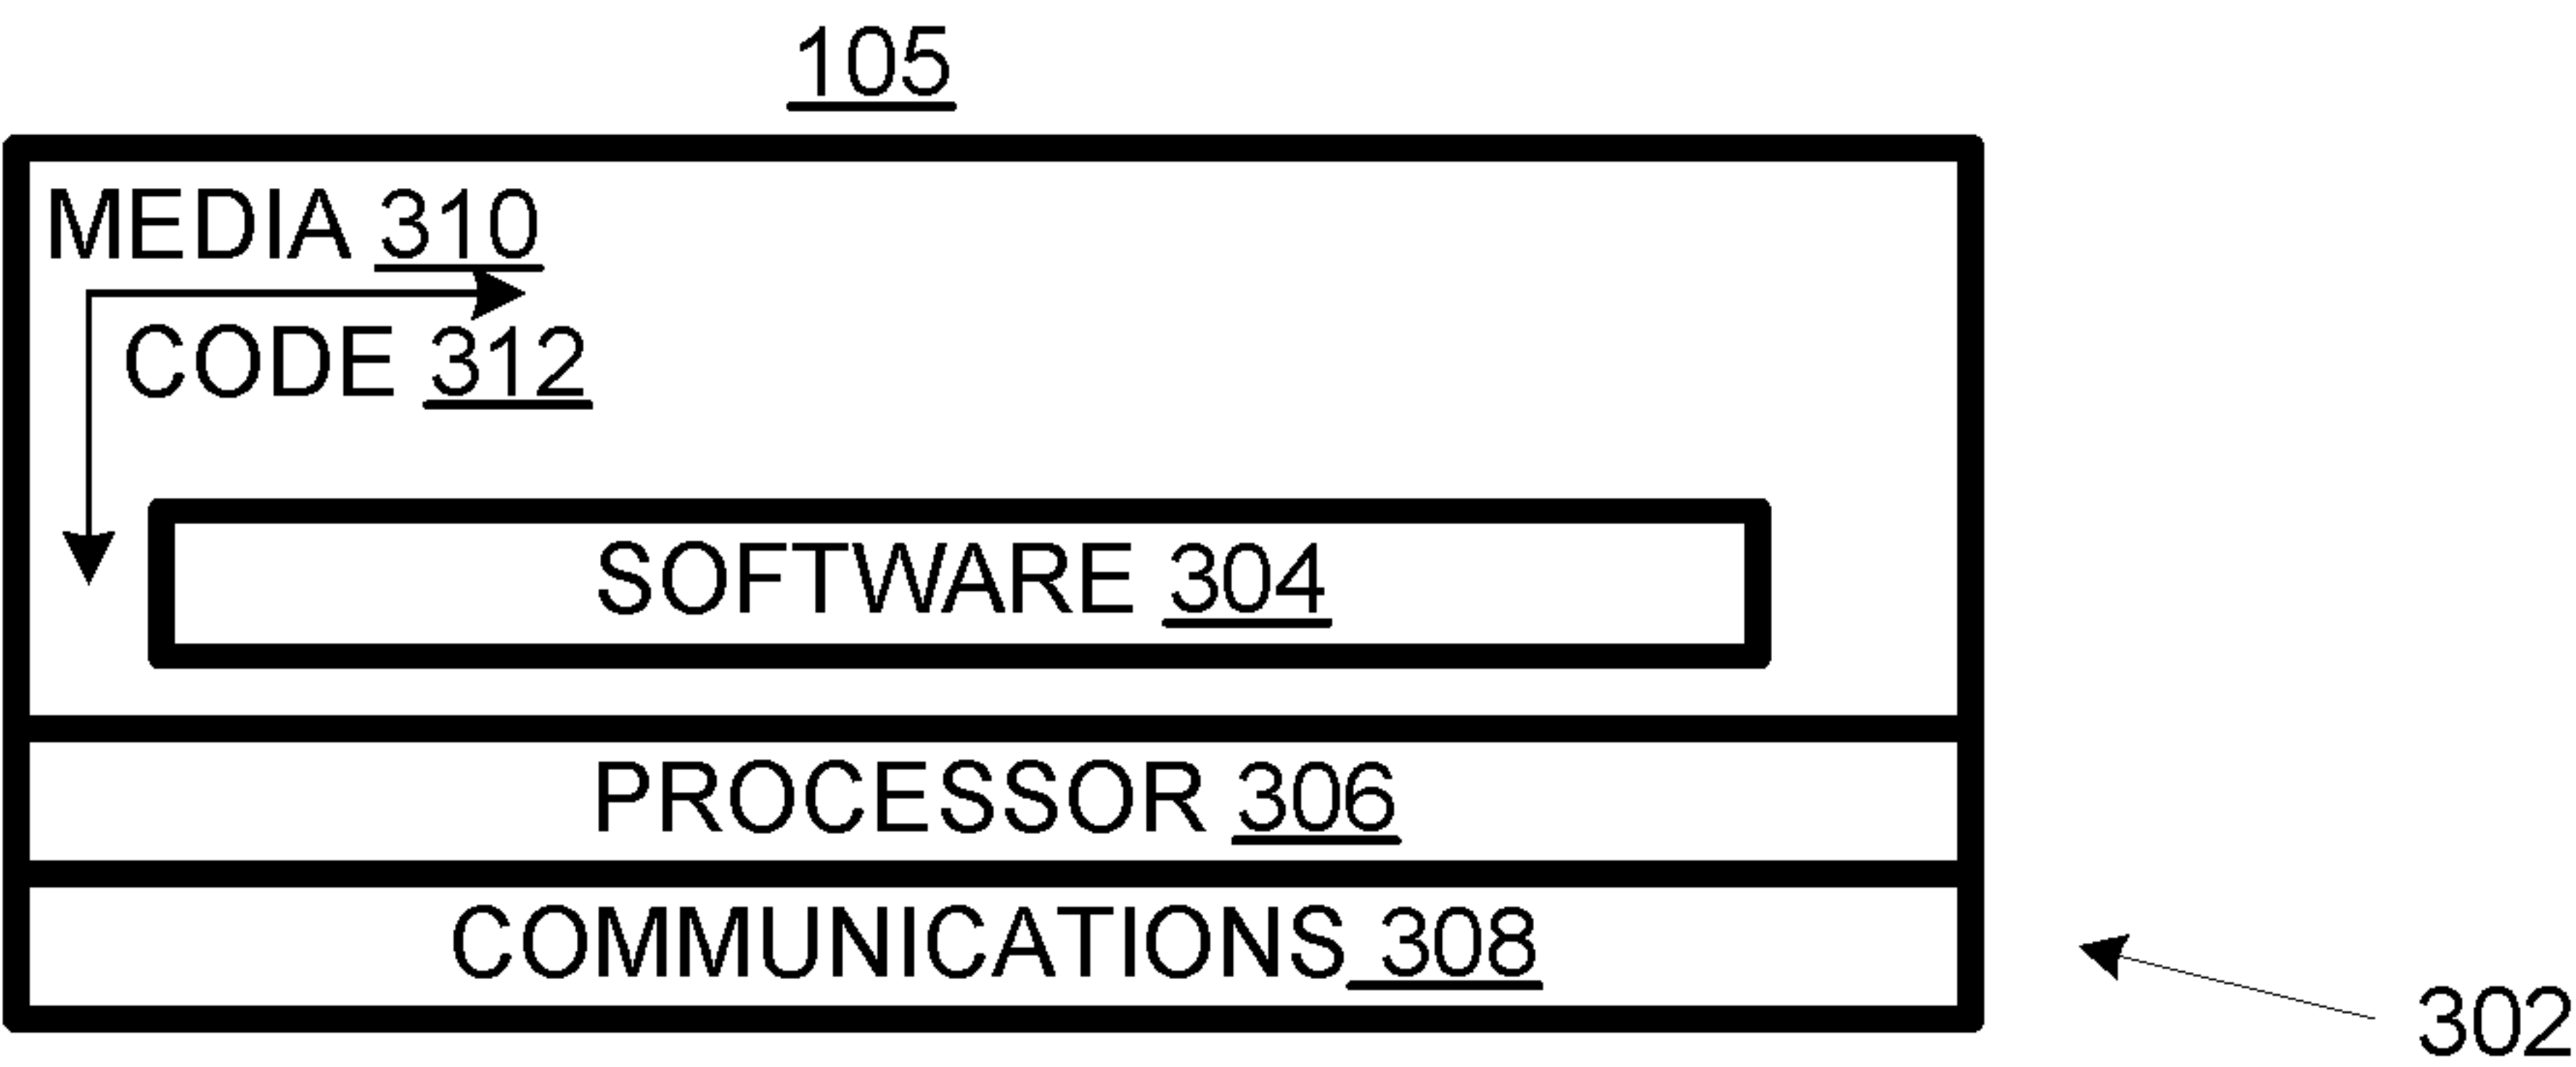 105
MEDIA 310
CODE 312
SOFTWARE 304
PROCESSOR 306
COMMUNICATIONS 308
302